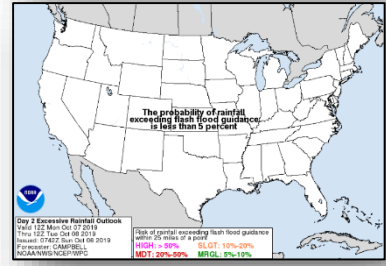 The probability of rainfall
exceeding flash flood guidance
is less than 5 percent
NOAA
Day 2 Excessive Rainfall Outlook
Valid 12Z Mon Oct 07 2019
Thru 12Z Tue Oct 08 2019
Issued: 0742Z Sun Oct 06 2019
Forecaster: CAMPBELL
NOAA/NWS/NCEP/WPC
Risk of rainfall exceeding flash flood guidance
within 25 miles of a point
HIGH: > 50% SLGT: 10%-20%
MDT: 20%-50% MRGL: 5%-10%